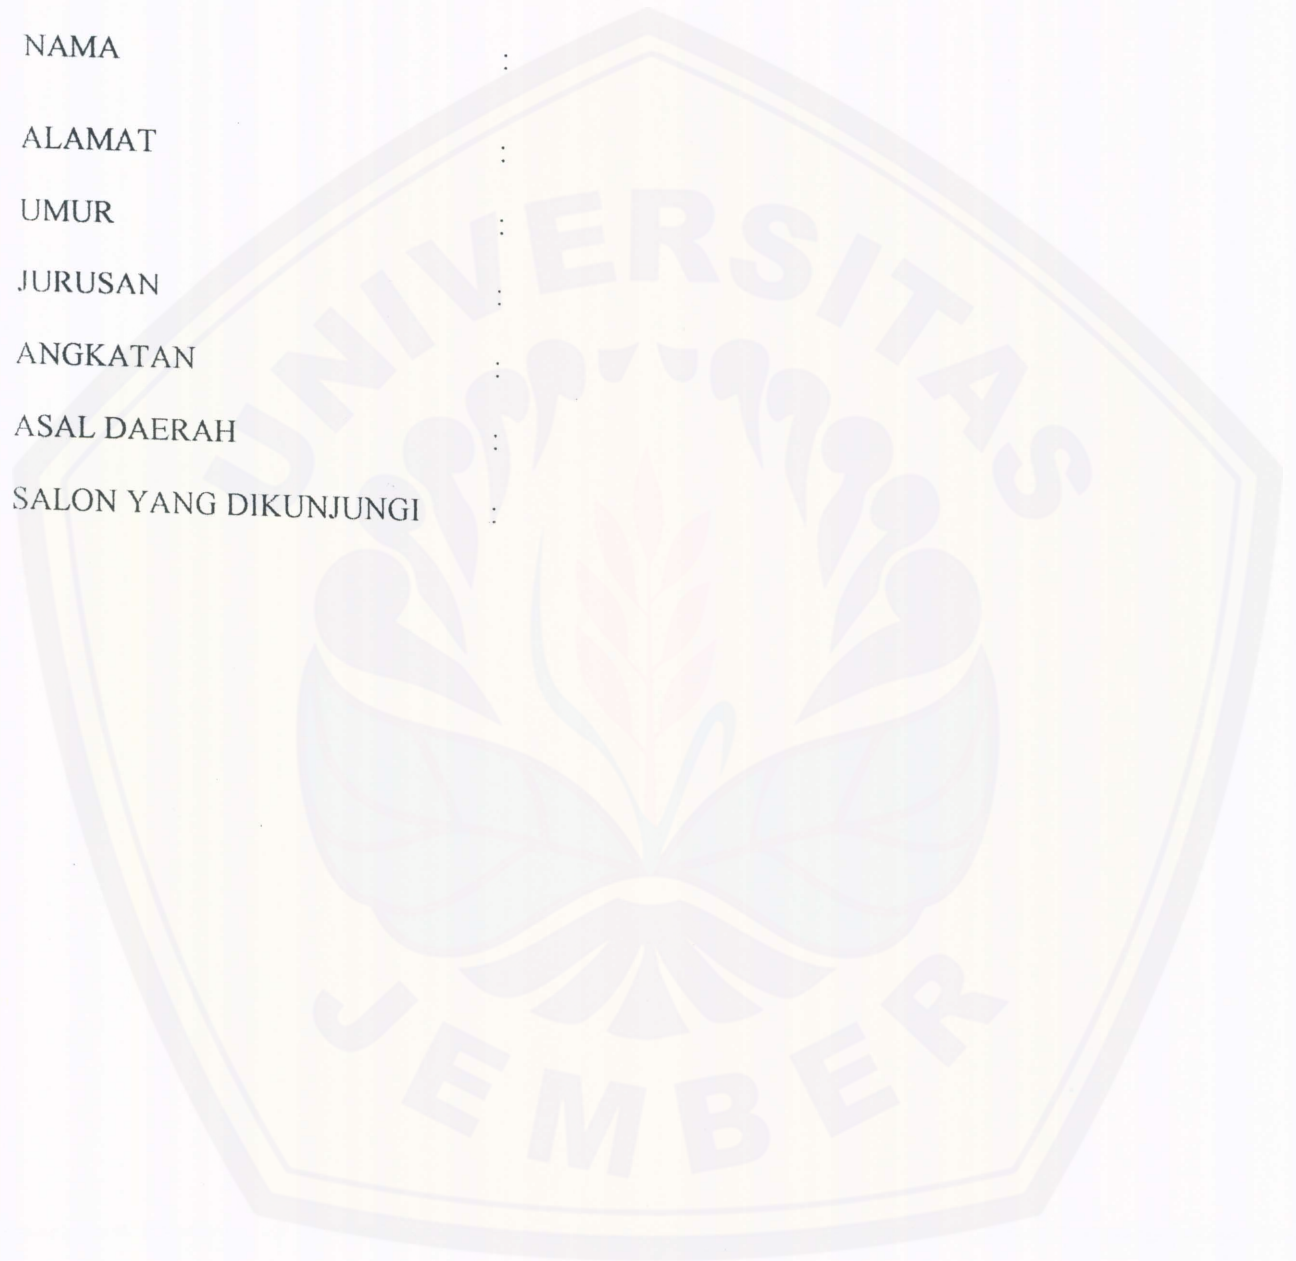 NAMA :
ALAMAT :
UMUR :
JURUSAN :
ANGKATAN :
ASAL DAERAH :
SALON YANG DIKUNJUNGI :
UNIVERSITAS
JEMBER